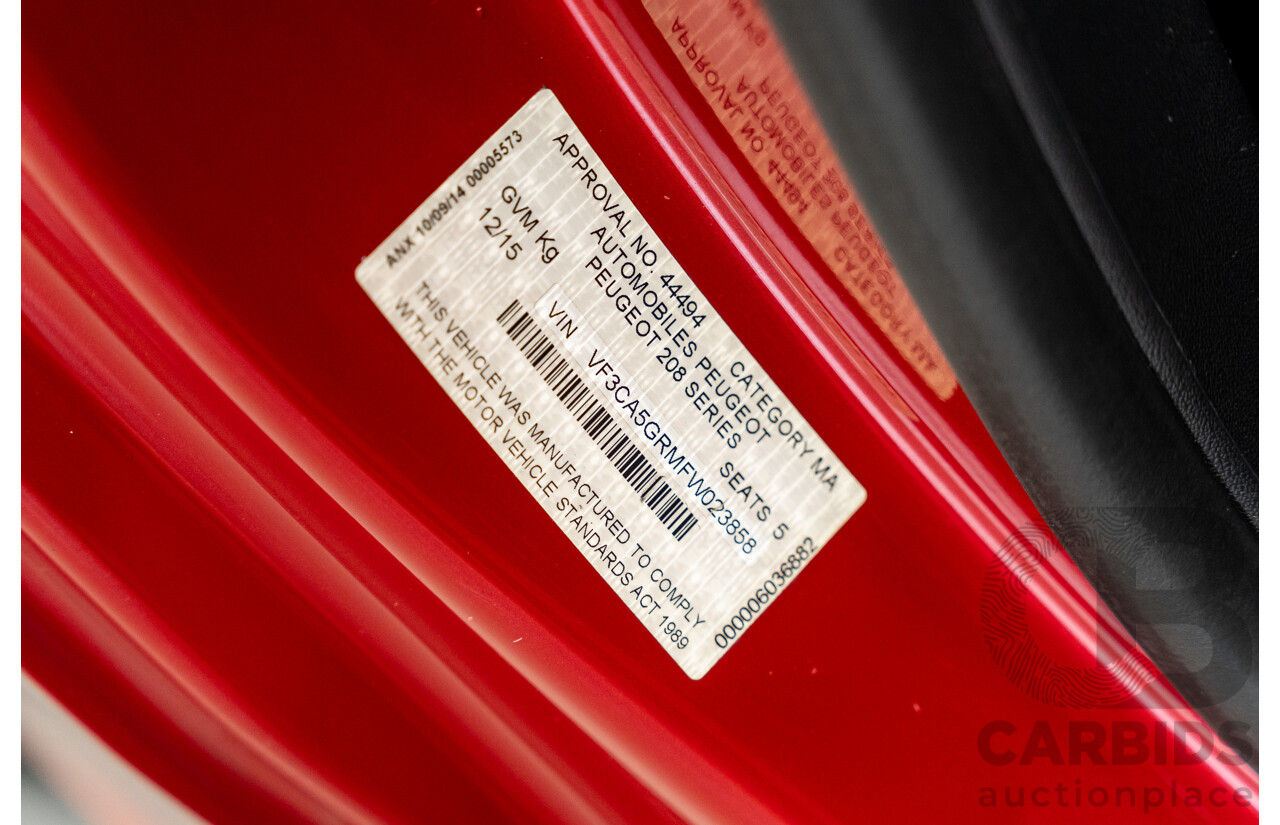 APPROVAL NO. 44494 CATEGORY MA
AUTOMOBILES PEUGEOT
PEUGEOT 208 SERIES SEATS 5
GVM Kg
12/15
VIN VF3CA5GRMFW023858
THIS VEHICLE WAS MANUFACTURED TO COMPLY
WITH THE MOTOR VEHICLE STANDARDS ACT 1989
ANX 10/09/14 00005573
000006036882
CB
CARBIDS
auctionplace